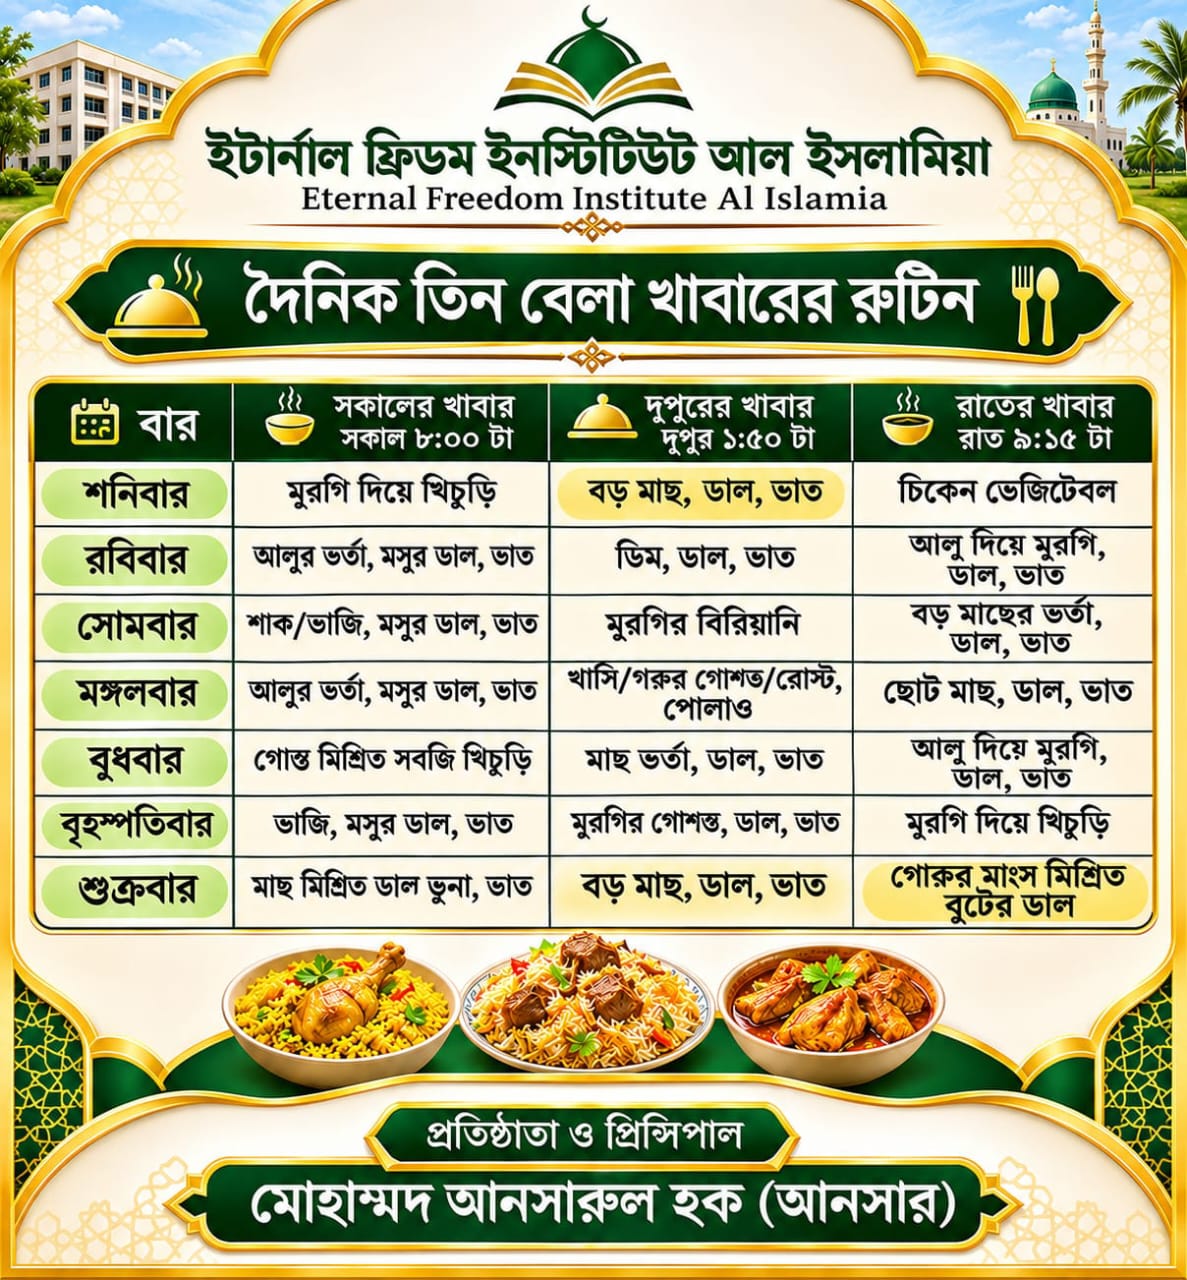 ইটার্নাল ফ্রিডম ইনস্টিটিউট আল ইসলামিয়া
Eternal Freedom Institute Al Islamia
দৈনিক তিন বেলা খাবারের রুটিন
বার
সকালের খাবার
সকাল ৮:০০ টা
দুপুরের খাবার
দুপুর ১:৫০ টা
রাতের খাবার
রাত ৯:১৫ টা
শনিবার
মুরগি দিয়ে খিচুড়ি
বড় মাছ, ডাল, ভাত
চিকেন ভেজিটেবল
রবিবার
আলুর ভর্তা, মসুর ডাল, ভাত
ডিম, ডাল, ভাত
আলু দিয়ে মুরগি,
ডাল, ভাত
সোমবার
শাক/ভাজি, মসুর ডাল, ভাত
মুরগির বিরিয়ানি
বড় মাছের ভর্তা,
ডাল, ভাত
মঙ্গলবার
আলুর ভর্তা, মসুর ডাল, ভাত
খাসি/গরুর গোশত/রোস্ট,
পোলাও
ছোট মাছ, ডাল, ভাত
বুধবার
গোস্ত মিশ্রিত সবজি খিচুড়ি
মাছ ভর্তা, ডাল, ভাত
আলু দিয়ে মুরগি,
ডাল, ভাত
বৃহস্পতিবার
ভাজি, মসুর ডাল, ভাত
মুরগির গোশস্ত, ডাল, ভাত
মুরগি দিয়ে খিচুড়ি
শুক্রবার
মাছ মিশ্রিত ডাল ভুনা, ভাত
বড় মাছ, ডাল, ভাত
গোরুর মাংস মিশ্রিত
বুটের ডাল
প্রতিষ্ঠাতা ও প্রিন্সিপাল
মোহাম্মদ আনসারুল হক (আনসার)